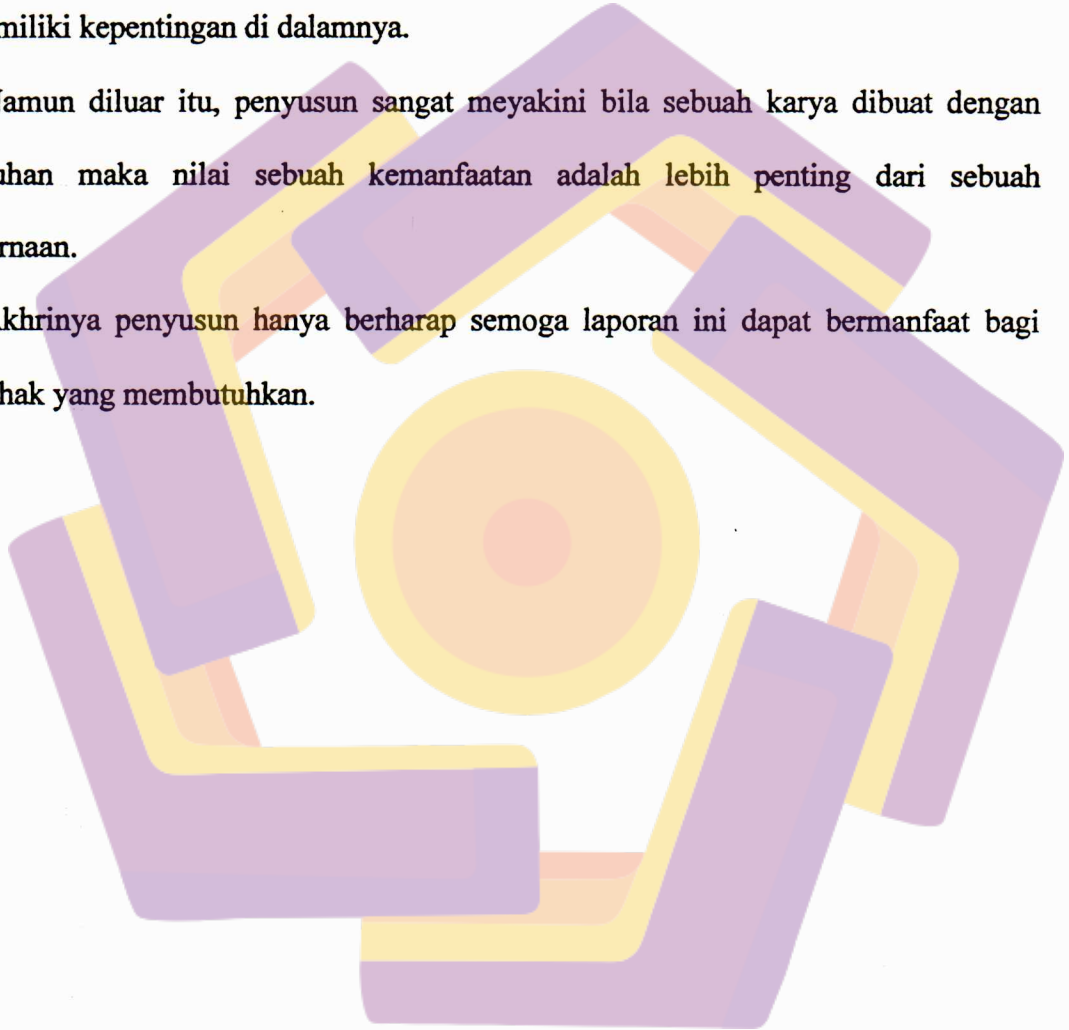 miliki kepentingan di dalamnya.
amun diluar itu, penyusun sangat meyakini bila sebuah karya dibuat dengan
uhan maka nilai sebuah kemanfaatan adalah lebih penting dari sebuah
rnaan.
khrinya penyusun hanya berharap semoga laporan ini dapat bermanfaat bagi
hak yang membutuhkan.